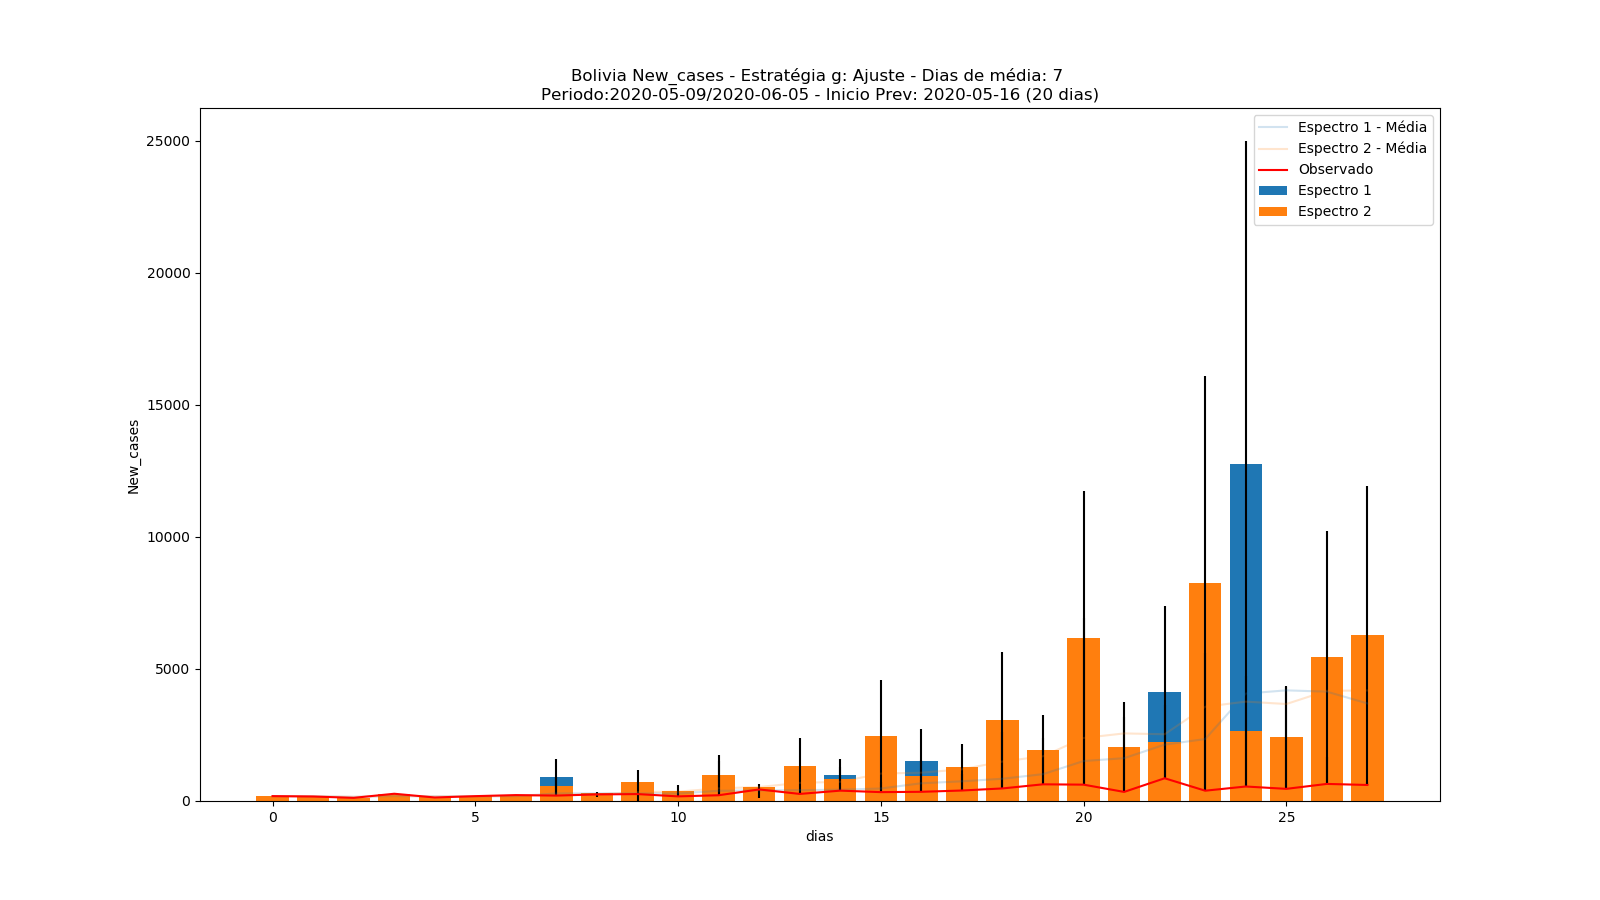 Bolivia New_cases - Estratégia g: Ajuste - Dias de média: 7
Periodo:2020-05-09/2020-06-05 - Inicio Prev: 2020-05-16 (20 dias)
Espectro 1 - Média
Espectro 2 - Média
Observado
Espectro 1
Espectro 2
New_cases
25000
20000
15000
10000
5000
0
0 5 10 15 20 25
dias